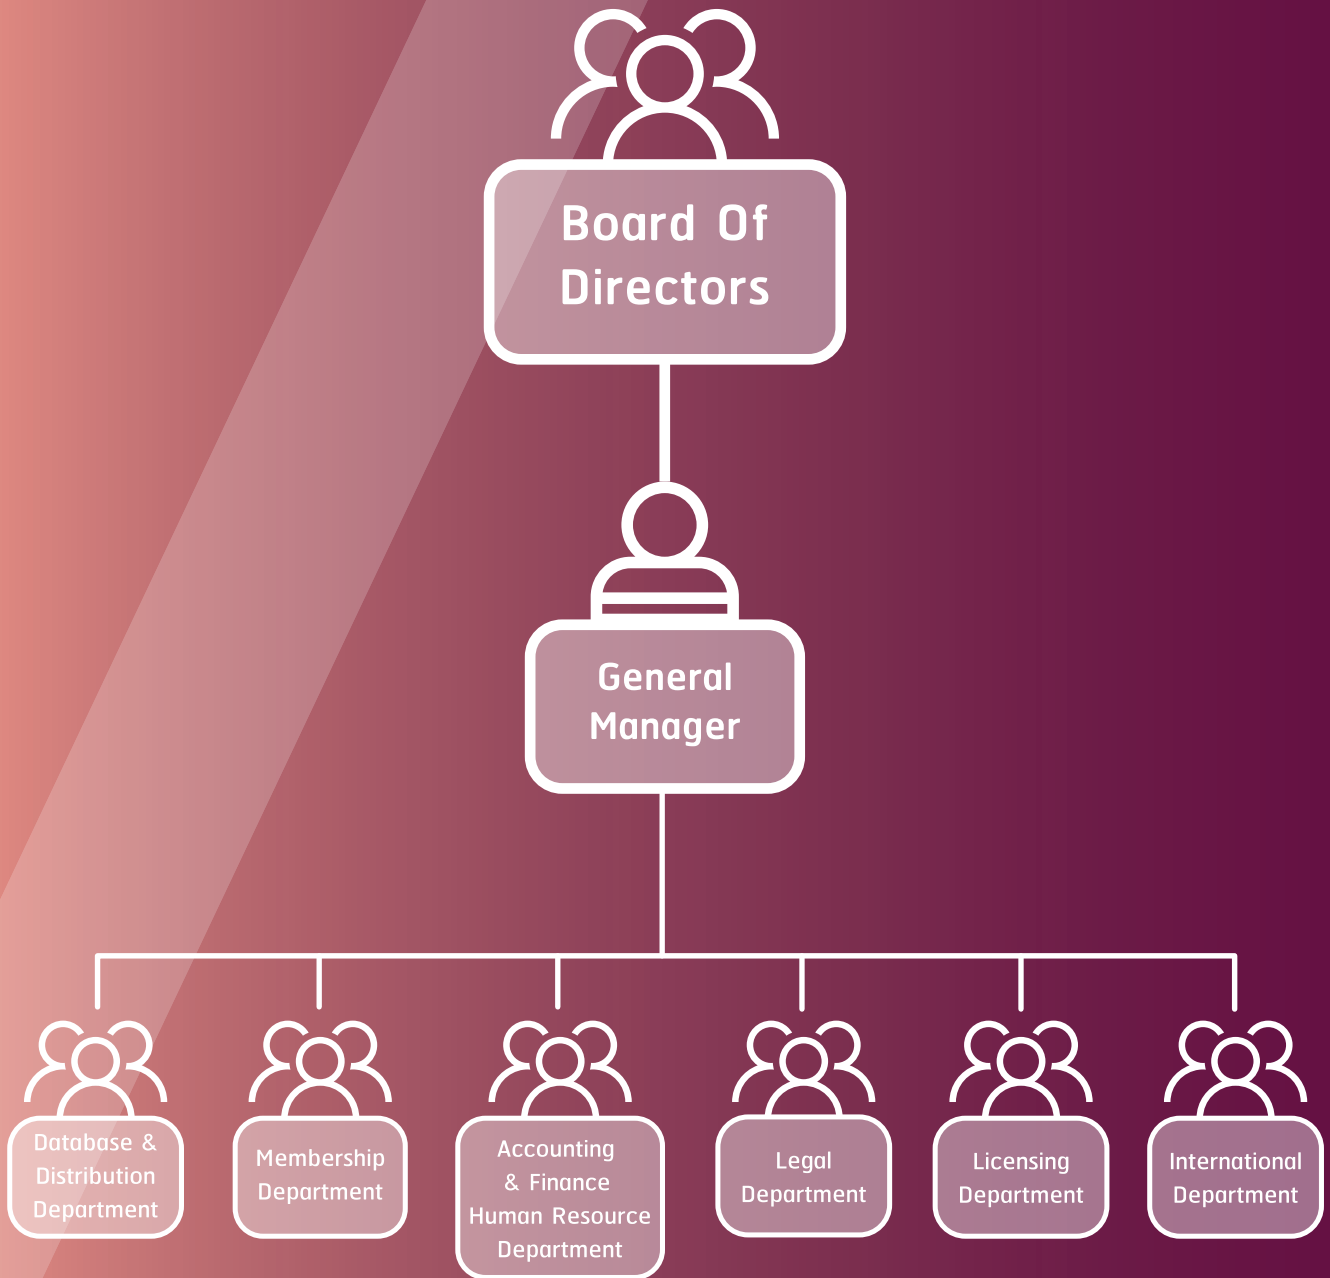 Board Of
Directors
General
Manager
Database &
Distribution
Department
Membership
Department
Accounting
& Finance
Human Resource
Department
Legal
Department
Licensing
Department
International
Department